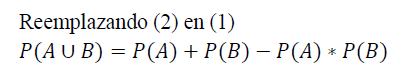 Reemplazando (2) en (1)
P(A ∪ B) = P(A) + P(B) − P(A) * P(B)